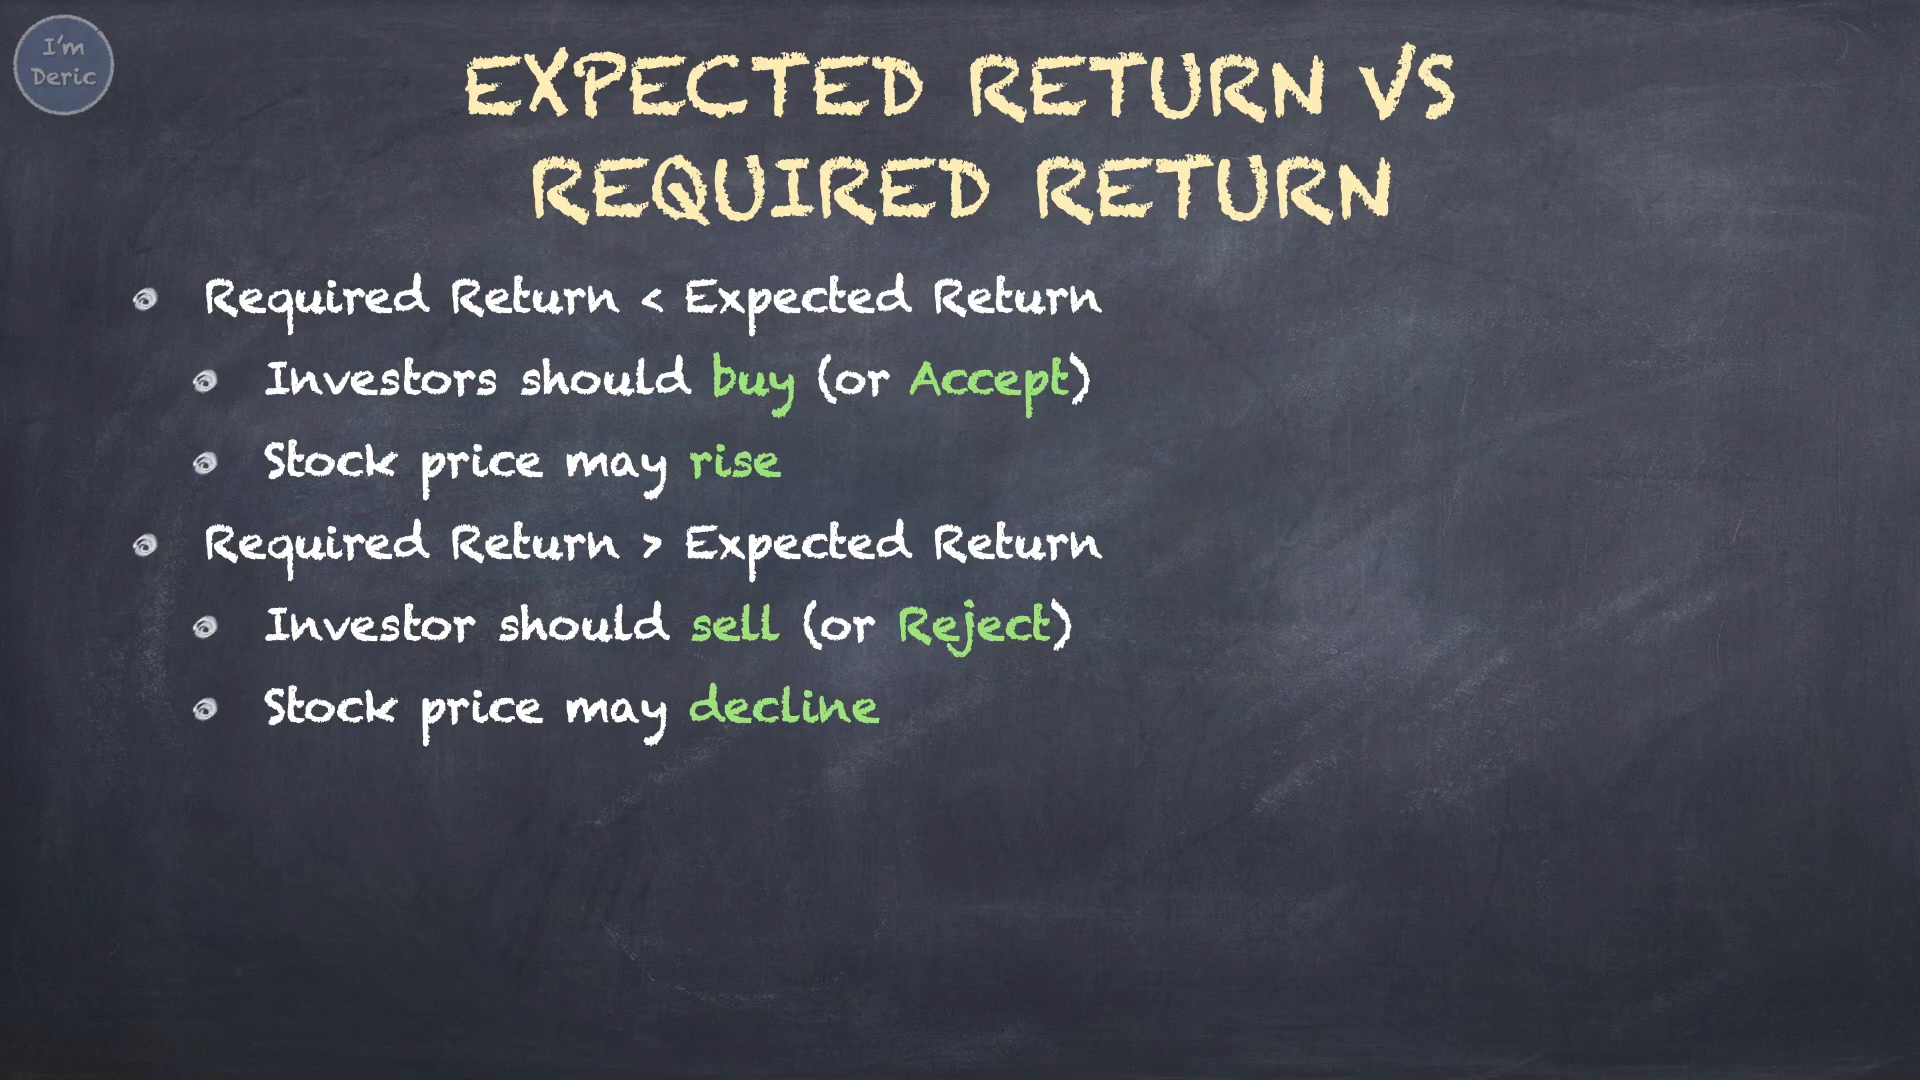 I'm
Deric
EXPECTED RETURN VS
REQUIRED RETURN
Required Return < Expected Return
Investors should buy (or Accept)
Stock price may rise
Required Return > Expected Return
Investor should sell (or Reject)
Stock price may decline